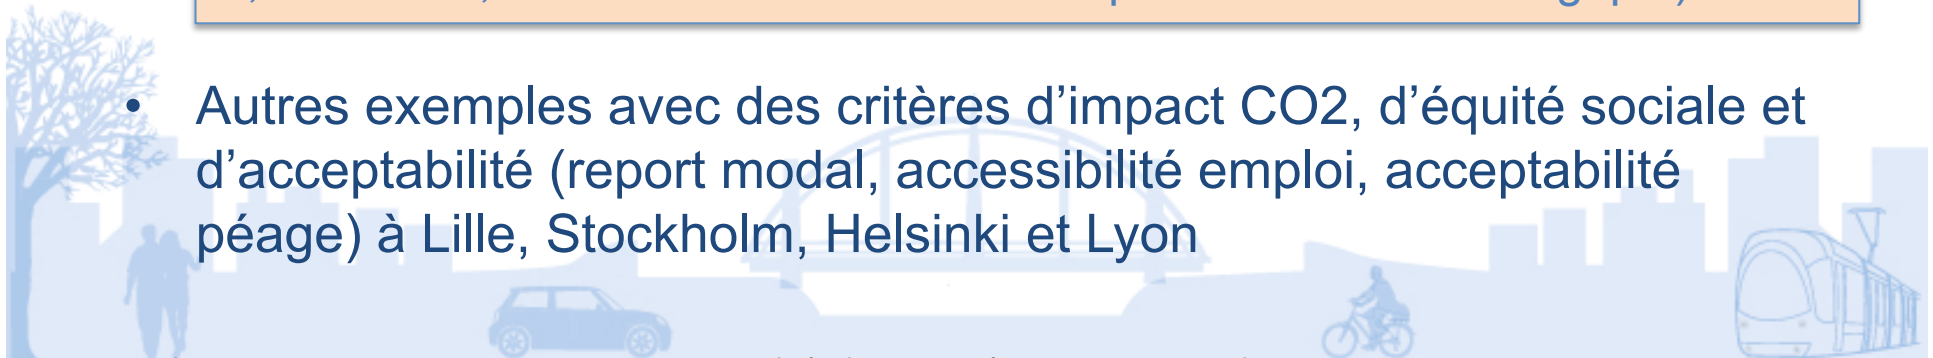 • Autres exemples avec des critères d’impact CO2, d’équité sociale et
d’acceptabilité (report modal, accessibilité emploi, acceptabilité
péage) à Lille, Stockholm, Helsinki et Lyon